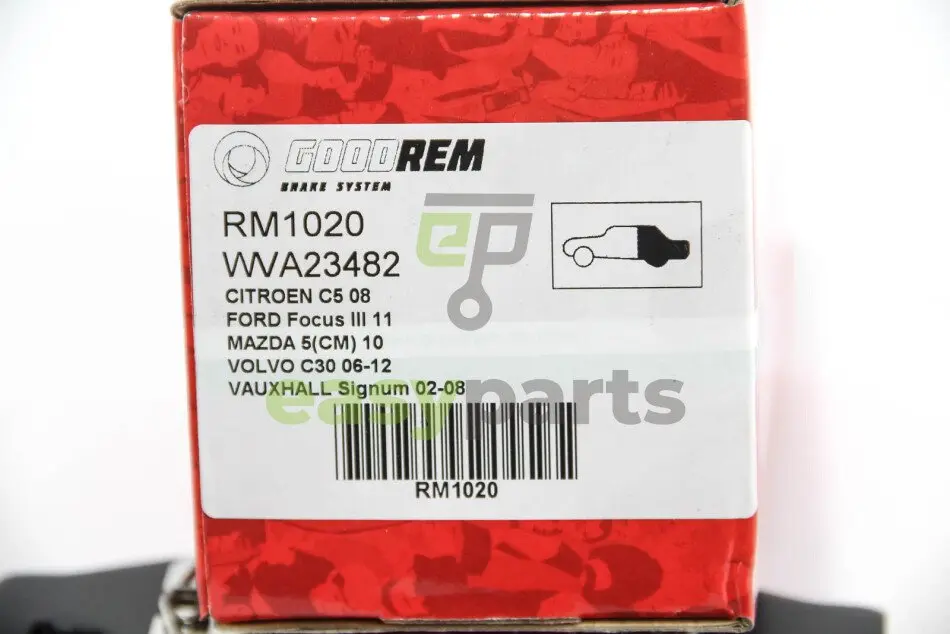 GOODREM
BRAKE SYSTEM
RM1020
WVA23482
ep
CITROEN C5 08
FORD Focus III 11
MAZDA 5(CM) 10
VOLVO C30 06-12
VAUXHALL Signum 02-08
easyparts
RM1020